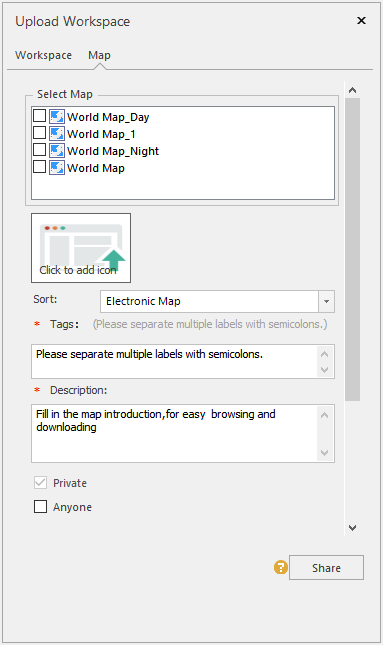 Upload Workspace
Workspace Map
Select Map
World Map_Day
World Map_1
World Map_Night
World Map
Click to add icon
Sort: Electronic Map
* Tags: (Please separate multiple labels with semicolons.)
Please separate multiple labels with semicolons.
* Description:
Fill in the map introduction,for easy  browsing and
downloading
Private
Anyone
? Share